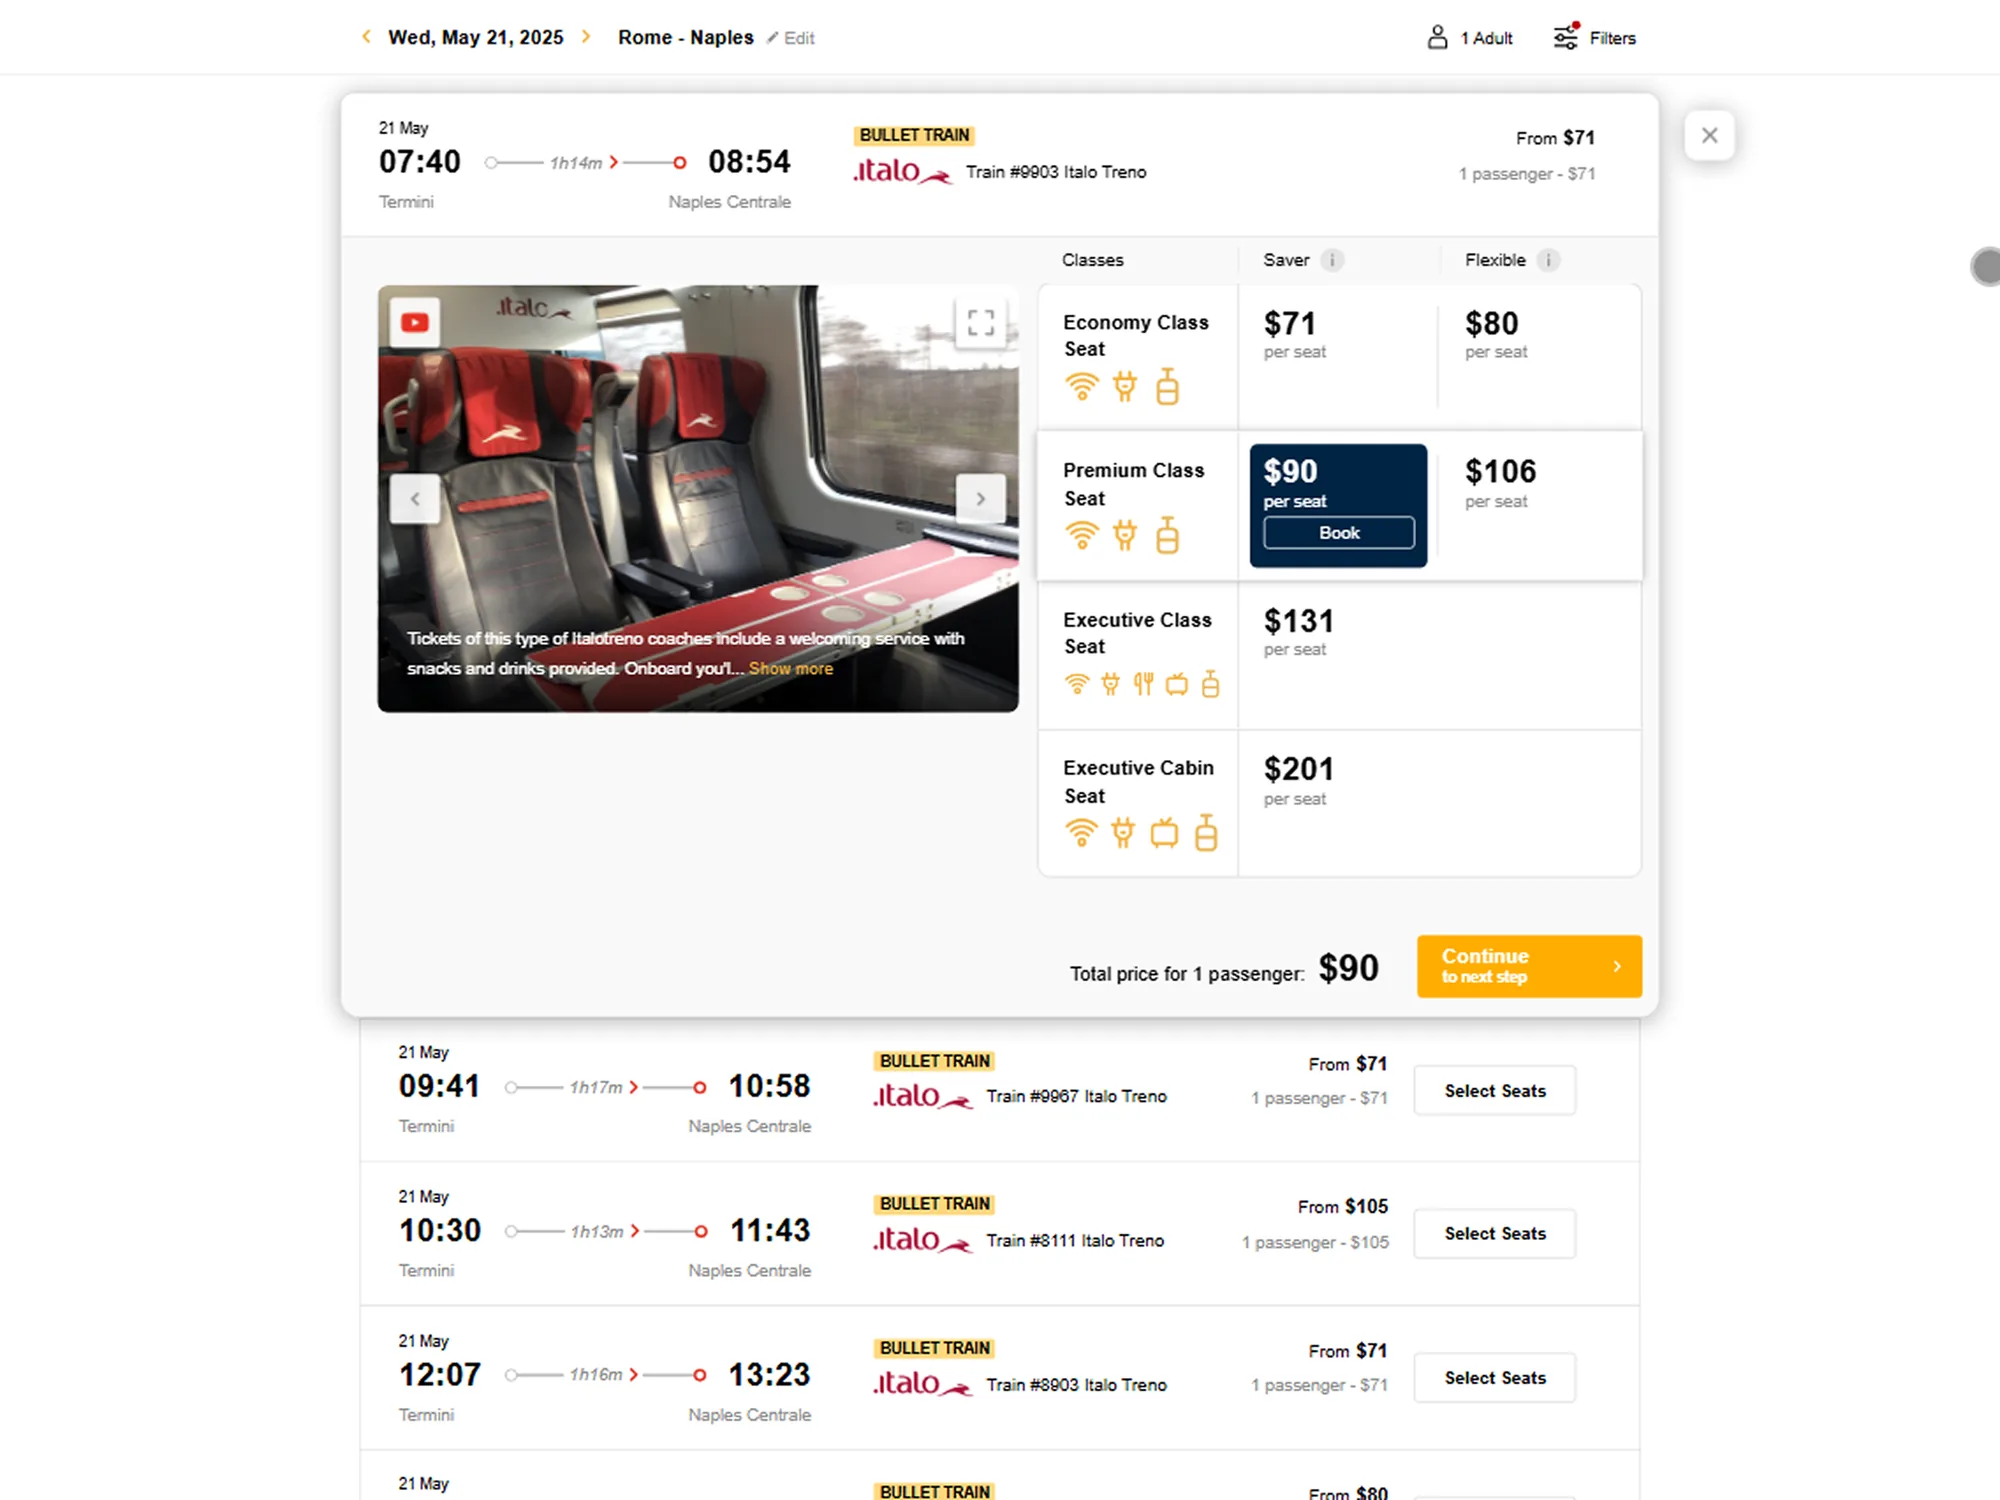 Wed, May 21, 2025
Rome - Naples
Edit
1 Adult
Filters
21 May
07:40
1h14m
08:54
Termini
Naples Centrale
BULLET TRAIN
.italo
Train #9903 Italo Treno
From $71
1 passenger - $71
.italo
Tickets of this type of Italotreno coaches include a welcoming service with
snacks and drinks provided. Onboard you'l... Show more
Classes
Saver
Flexible
Economy Class
Seat
$71
per seat
$80
per seat
Premium Class
Seat
$90
per seat
Book
$106
per seat
Executive Class
Seat
$131
per seat
Executive Cabin
Seat
$201
per seat
Total price for 1 passenger: $90
Continue
to next step
21 May
09:41
1h17m
10:58
Termini
Naples Centrale
BULLET TRAIN
.italo
Train #9967 Italo Treno
From $71
1 passenger - $71
Select Seats
21 May
10:30
1h13m
11:43
Termini
Naples Centrale
BULLET TRAIN
.italo
Train #8111 Italo Treno
From $105
1 passenger - $105
Select Seats
21 May
12:07
1h16m
13:23
Termini
Naples Centrale
BULLET TRAIN
.italo
Train #8903 Italo Treno
From $71
1 passenger - $71
Select Seats
21 May
BULLET TRAIN
From $80